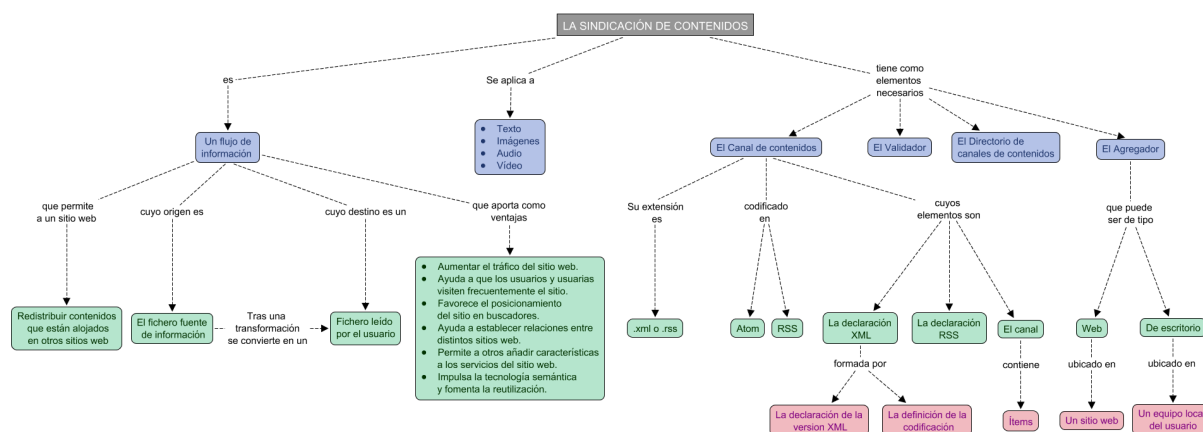 LA SINDICACIÓN DE CONTENIDOS
es
Se aplica a
tiene como
elementos
necesarios
Un flujo de
información
• Texto
• Imágenes
• Audio
• Vídeo
El Canal de contenidos
El Validador
El Directorio de
canales de contenidos
El Agregador
que permite
a un sitio web
cuyo origen es
cuyo destino es un
que aporta como
ventajas
Su extensión
es
codificado
en
cuyos
elementos son
que puede
ser de tipo
Redistribuir contenidos
que están alojados
en otros sitios web
El fichero fuente
de información
Tras una
transformación
se convierte en un
Fichero leído
por el usuario
• Aumentar el tráfico del sitio web.
• Ayuda a que los usuarios y usuarias
visiten frecuentemente el sitio.
• Favorece el posicionamiento
del sitio en buscadores.
• Ayuda a establecer relaciones entre
distintos sitios web.
• Permite a otros añadir características
a los servicios del sitio web.
• Impulsa la tecnología semántica
y fomenta la reutilización.
.xml o .rss
Atom
RSS
La declaración
XML
La declaración
RSS
El canal
Web
De escritorio
formada por
contiene
ubicado en
ubicado en
La declaración de la
version XML
La definición de la
codificación
Ítems
Un sitio web
Un equipo local
del usuario